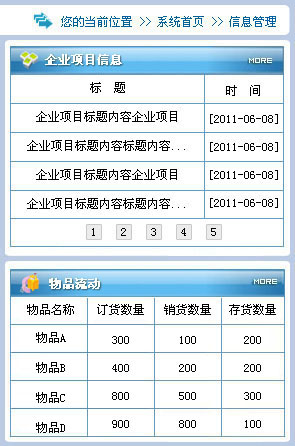 您的当前位置 >> 系统首页 >> 信息管理
企业项目信息 MORE
标 题 时 间
企业项目标题内容企业项目 [2011-06-08]
企业项目标题内容标题内容... [2011-06-08]
企业项目标题内容企业项目 [2011-06-08]
企业项目标题内容标题内容... [2011-06-08]
1 2 3 4 5
物品流动 MORE
物品名称 订货数量 销货数量 存货数量
物品A 300 100 200
物品B 400 200 200
物品C 800 500 300
物品D 900 800 100